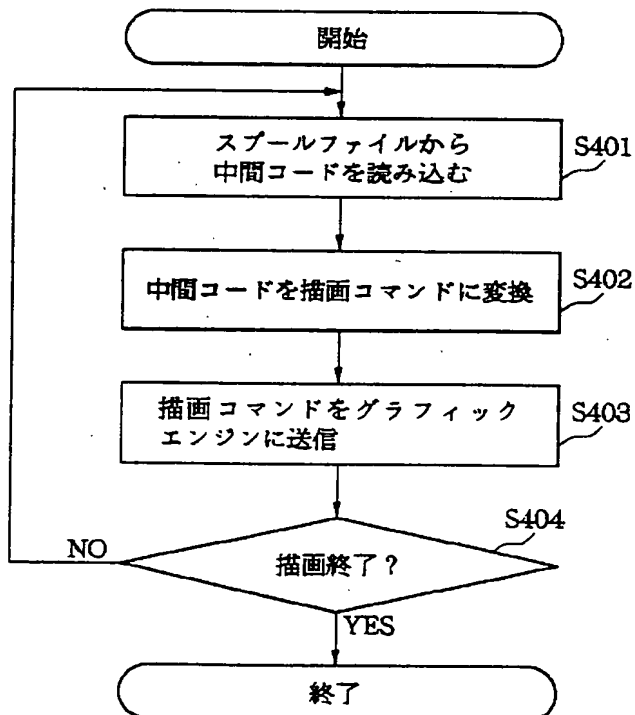 開始
スプールファイルから
中間コードを読み込む
S401
中間コードを描画コマンドに変換
S402
描画コマンドをグラフィック
エンジンに送信
S403
S404
描画終了?
NO
YES
終了